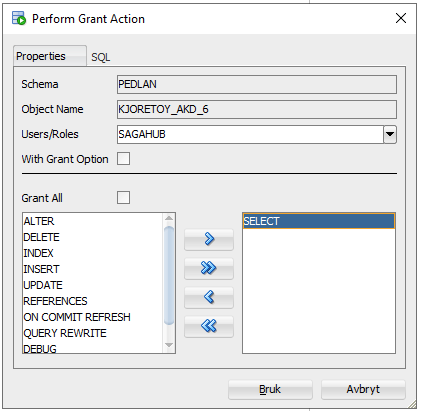 Perform Grant Action
Properties
SQL
Schema
PEDLAN
Object Name
KJORETOY_AKD_6
Users/Roles
SAGAHUB
With Grant Option
Grant All
ALTER
DELETE
INDEX
INSERT
UPDATE
REFERENCES
ON COMMIT REFRESH
QUERY REWRITE
DEBUG
SELECT
Bruk
Avbryt